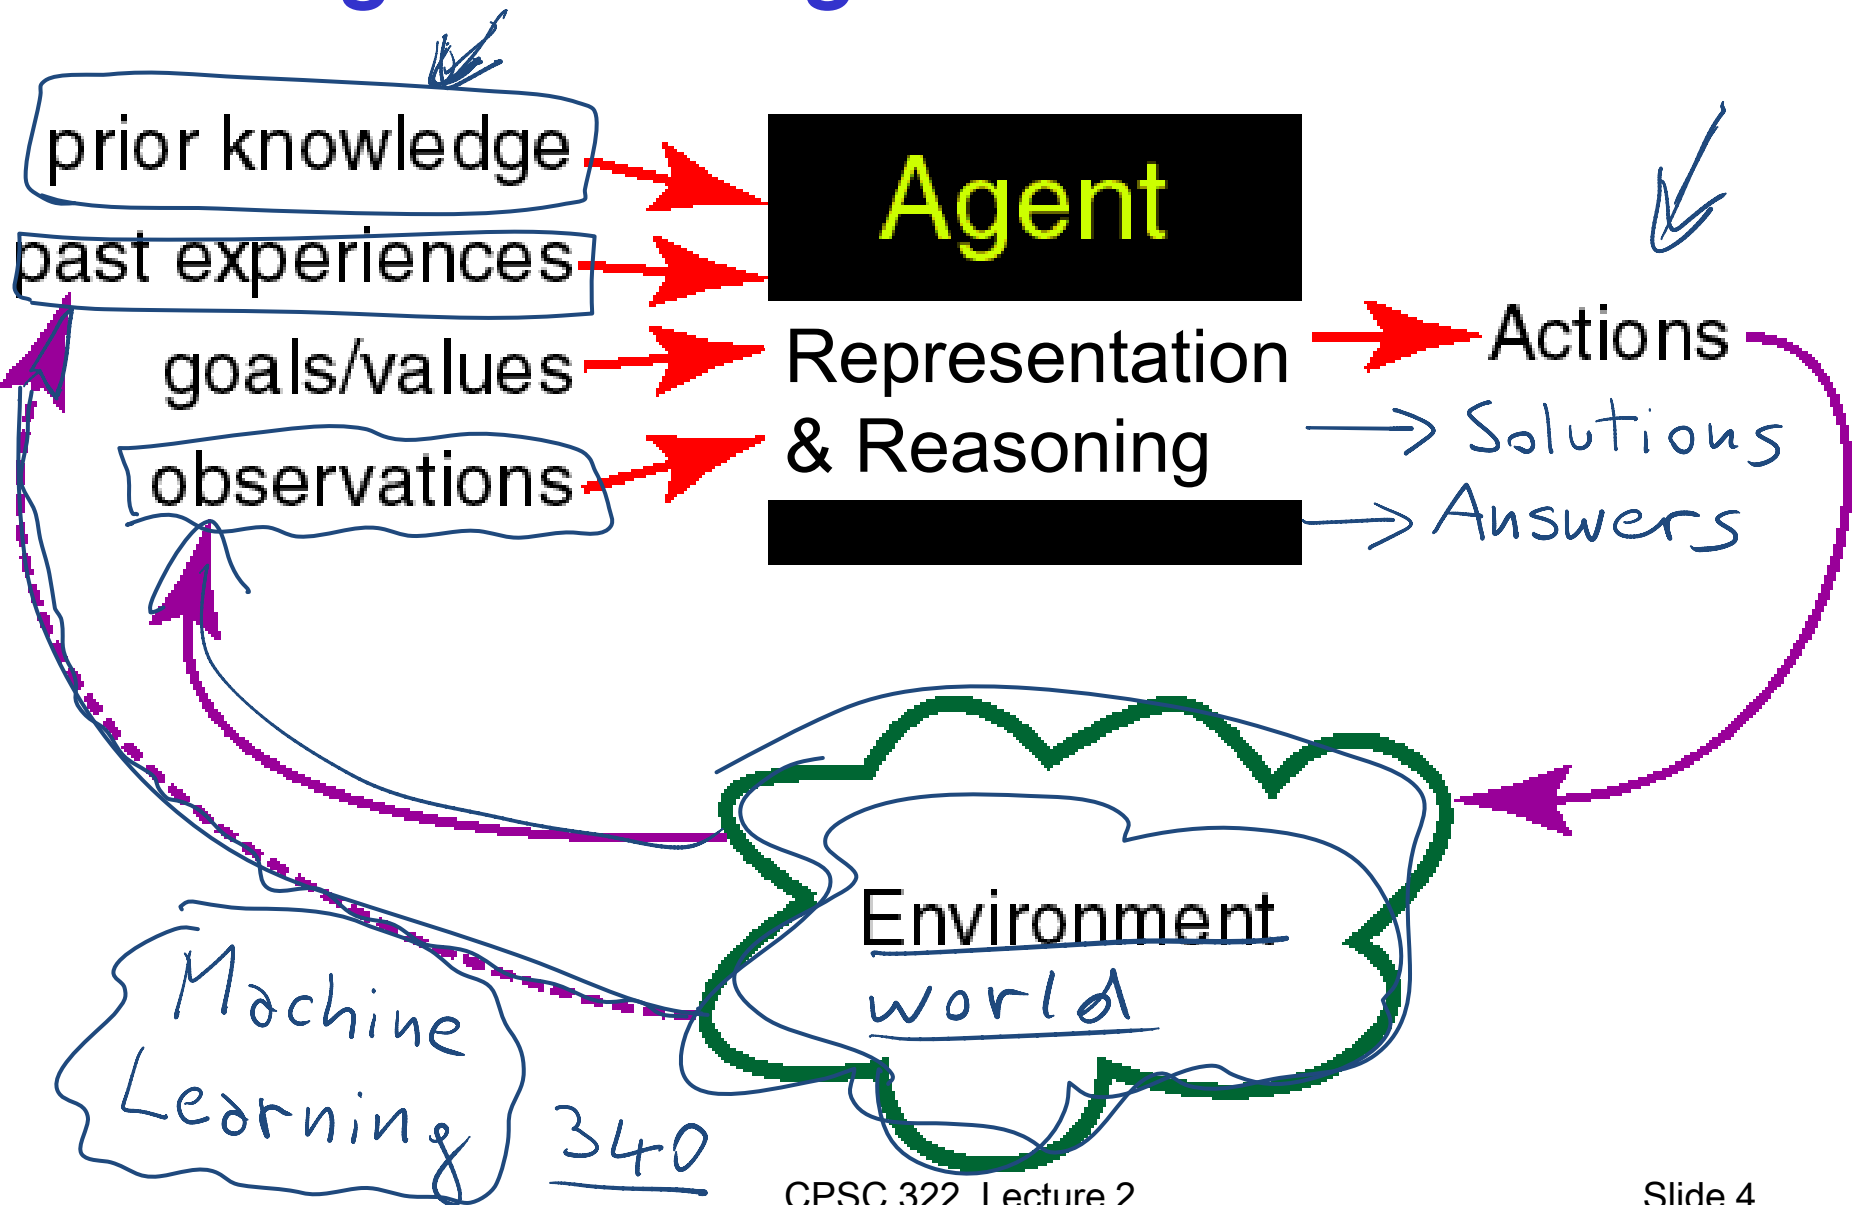 prior knowledge
past experiences
goals/values
observations
Agent
Representation
& Reasoning
Actions
→ Solutions
→ Answers
Environment
world
Machine
Learning
340
CPSC 322, Lecture 2
Slide 4